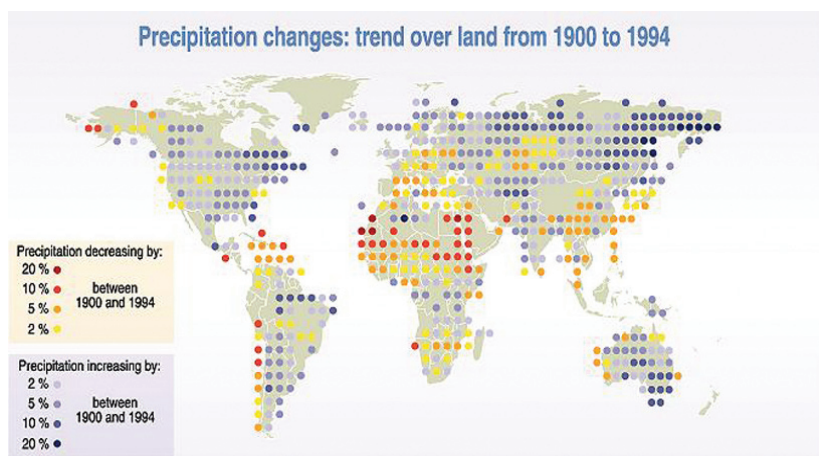 Precipitation changes: trend over land from 1900 to 1994
Precipitation decreasing by:
20 %
10 %
5 %
2 %
between
1900 and 1994
Precipitation increasing by:
2 %
5 %
10 %
20 %
between
1900 and 1994